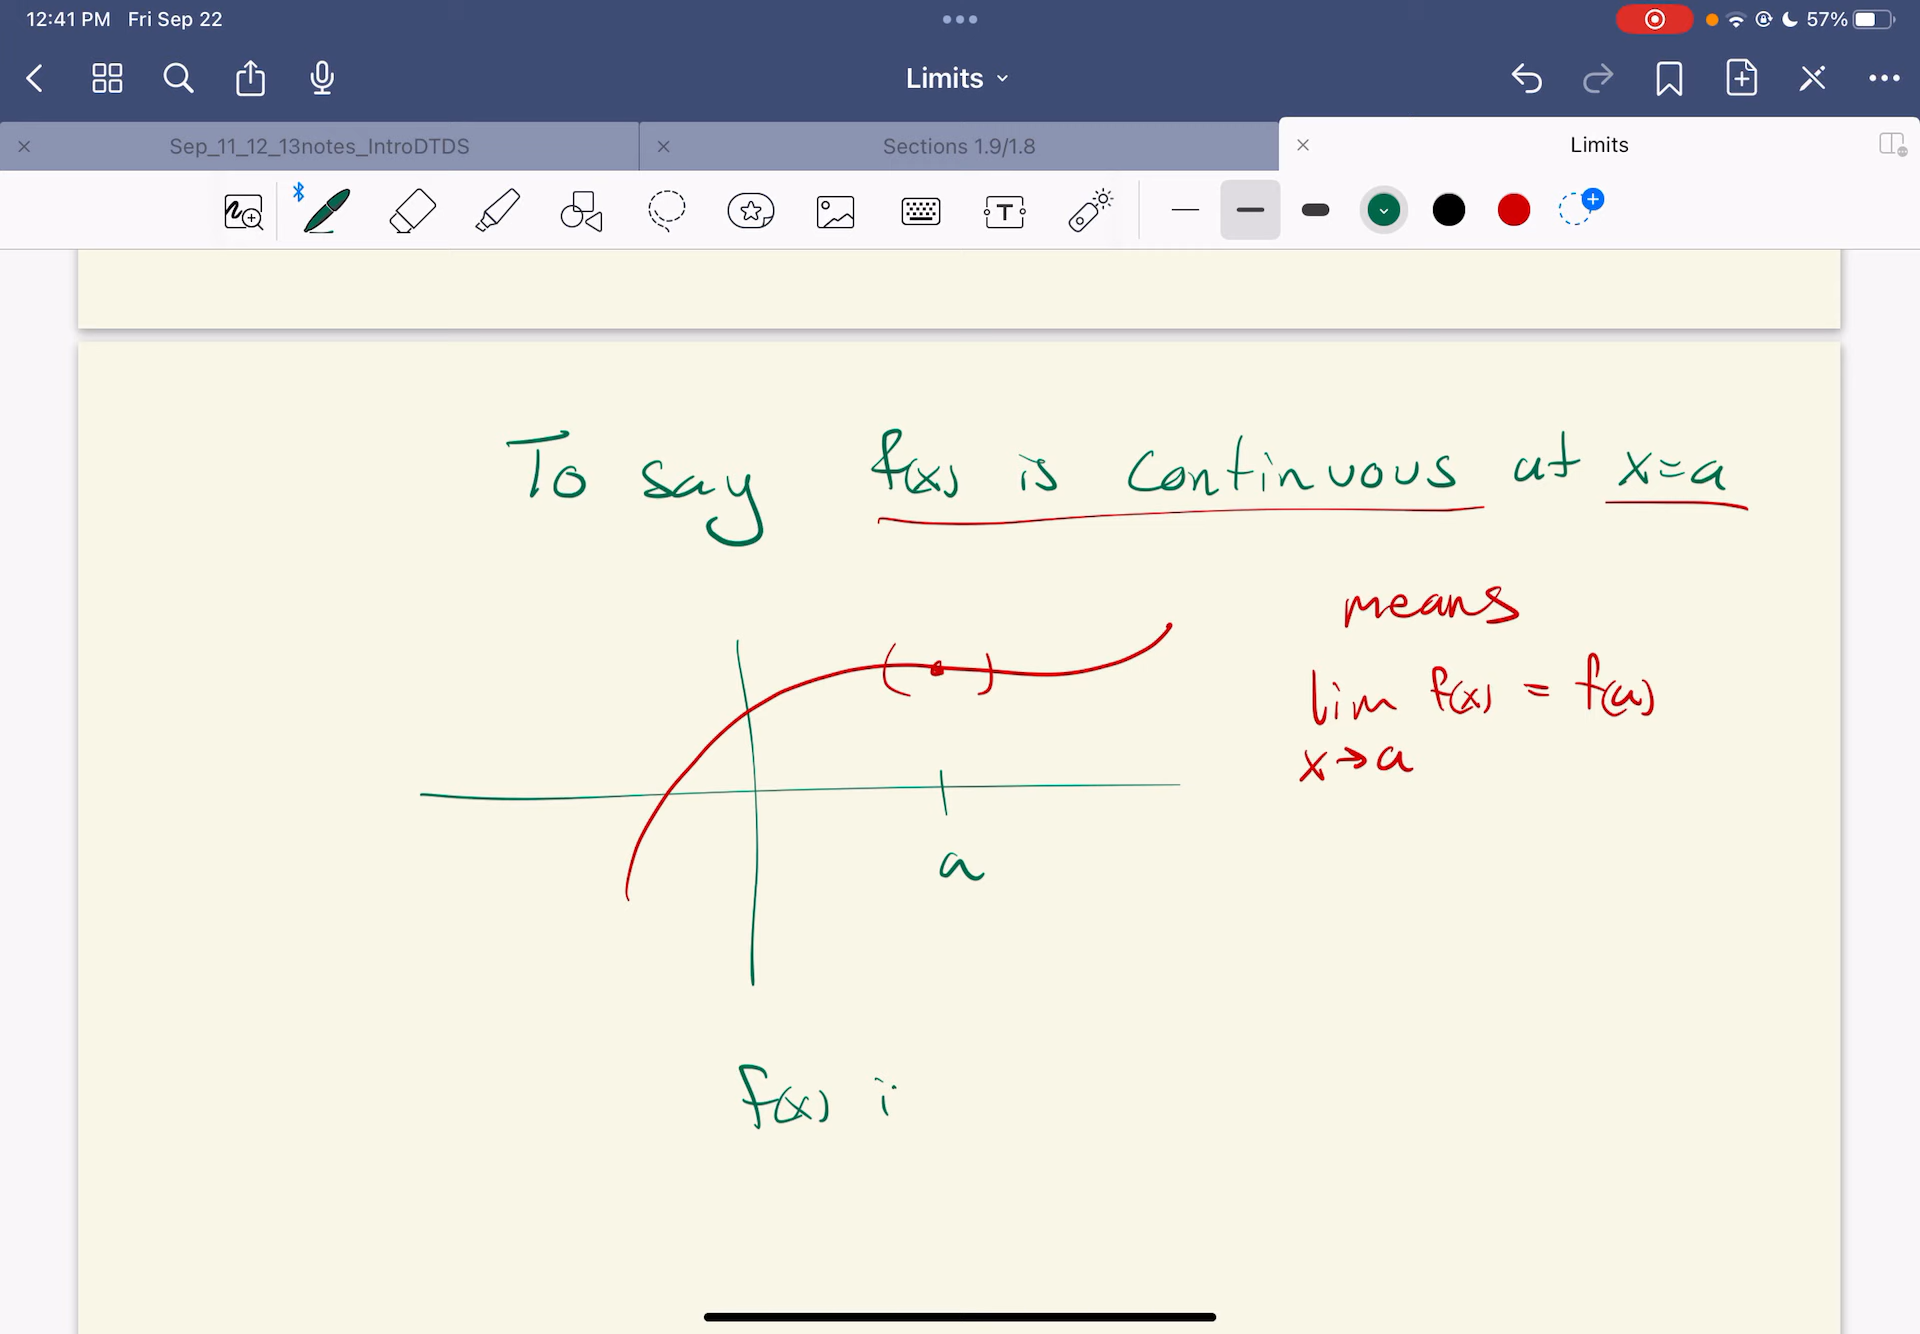 12:41 PM Fri Sep 22
57%
Limits
Sep_11_12_13notes_IntroDTDS
Sections 1.9/1.8
Limits
To say f(x) is continuous at x=a
means
lim f(x) = f(a)
x→a
a
f(x) i